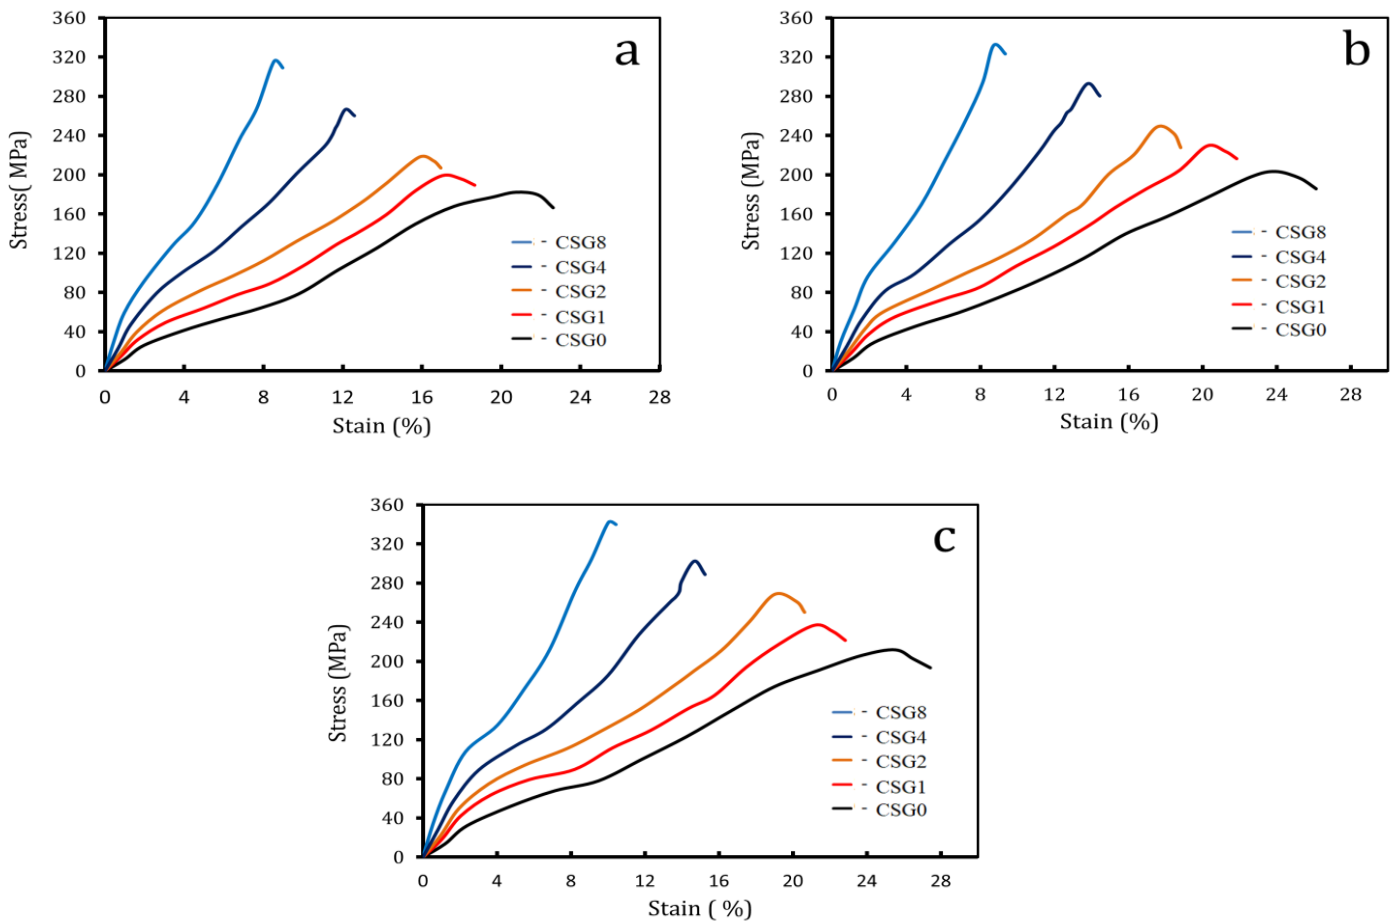 a
360
320
280
240
200
160
120
80
40
0
Stress( MPa)
- CSG8
- CSG4
- CSG2
- CSG1
- CSG0
0 4 8 12 16 20 24 28
Stain (%)
b
360
320
280
240
200
160
120
80
40
0
Stress (MPa)
- CSG8
- CSG4
- CSG2
- CSG1
- CSG0
0 4 8 12 16 20 24 28
Stain (%)
c
360
320
280
240
200
160
120
80
40
0
Stress (MPa)
- CSG8
- CSG4
- CSG2
- CSG1
- CSG0
0 4 8 12 16 20 24 28
Stain ( %)